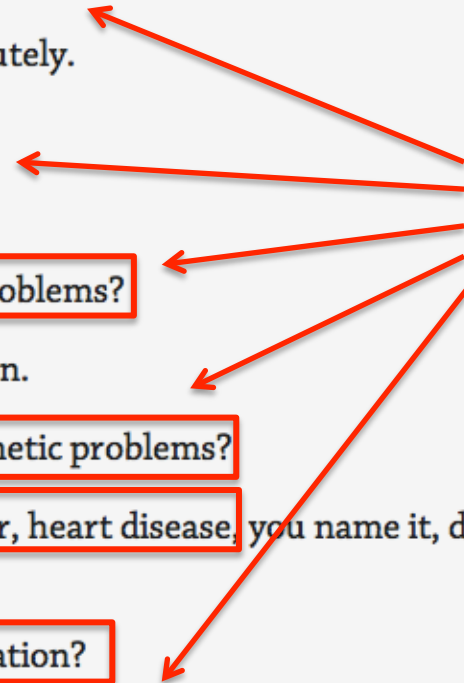 utely.
oblems?
n.
netic problems?
r, heart disease, you name it, d
ation?